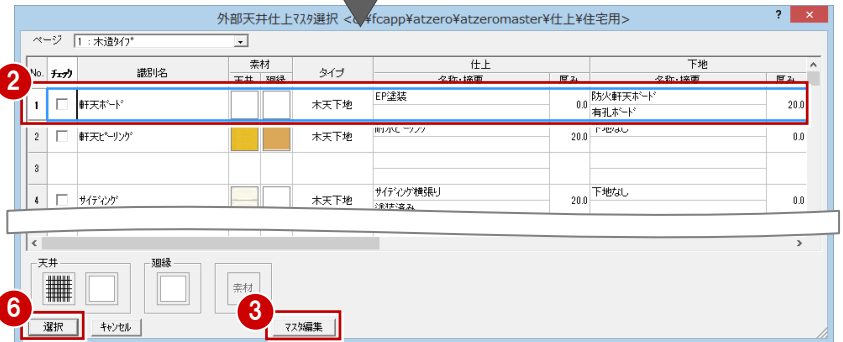 外部天井仕上マスタ選択 <
¥fcapp¥atzero¥atzeromaster¥仕上¥住宅用>
? ×
ページ 1:木造タイプ
No. チェック 識別名 素材 タイプ 仕上 下地
天井 廻縁 名称・摘要 厚み 名称・摘要 厚み
2
1 軒天ボード 木天下地 EP塗装 0.0 防火軒天ボード 20.0
有孔ボード
2 軒天ピーリング 木天下地 20.0 下地なし 0.0
3
4 サイディング 木天下地 サイディング横張り 20.0 下地なし 0.0
塗装済み
天井 廻縁
素材
6 3
選択 キャンセル マスタ編集